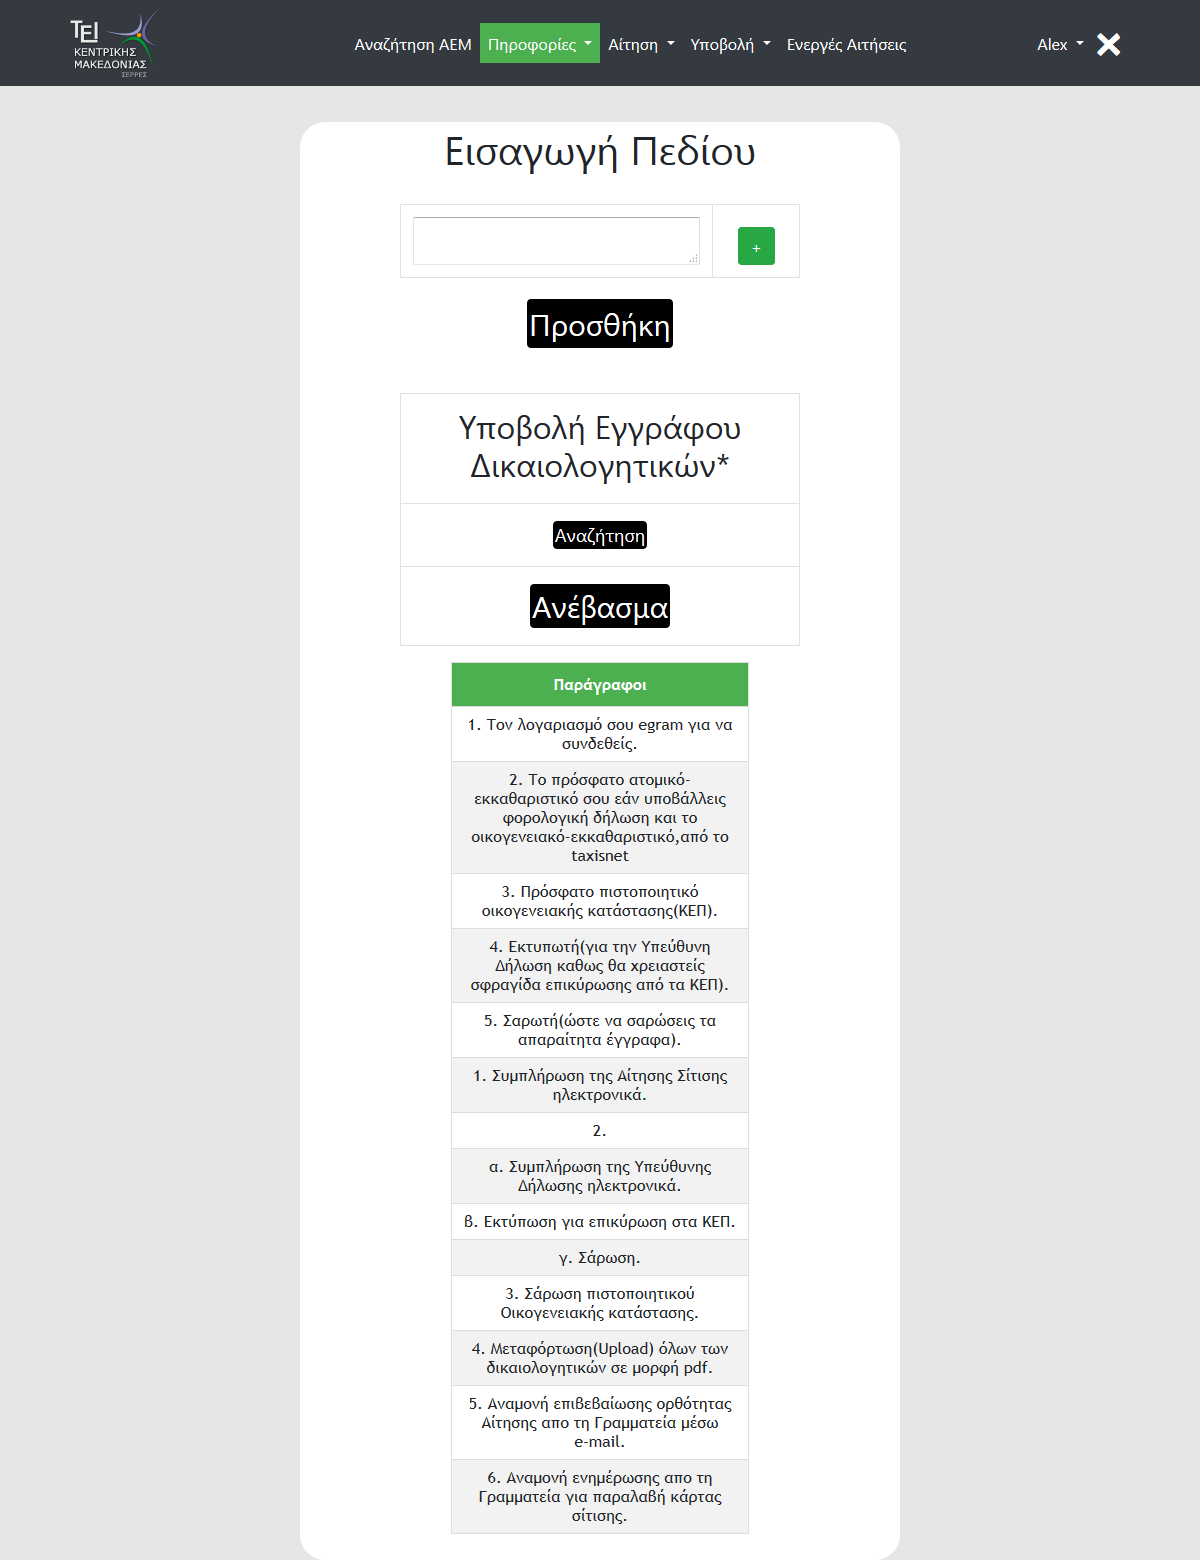 TEI
ΚΕΝΤΡΙΚΗΣ
ΜΑΚΕΔΟΝΙΑΣ
ΣΕΡΡΕΣ
Αναζήτηση ΑΕΜ Πηροφορίες Αίτηση Υποβολή Ενεργές Αιτήσεις Alex
Εισαγωγή Πεδίου
+
Προσθήκη
Υποβολή Εγγράφου
Δικαιολογητικών*
Αναζήτηση
Ανέβασμα
Παράγραφοι
1. Τον λογαριασμό σου egram για να
συνδεθείς.
2. Το πρόσφατο ατομικό-
εκκαθαριστικό σου εάν υποβάλλεις
φορολογική δήλωση και το
οικογενειακό-εκκαθαριστικό,από το
taxisnet
3. Πρόσφατο πιστοποιητικό
οικογενειακής κατάστασης(ΚΕΠ).
4. Εκτυπωτή(για την Υπεύθυνη
Δήλωση καθως θα χρειαστείς
σφραγίδα επικύρωσης από τα ΚΕΠ).
5. Σαρωτή(ώστε να σαρώσεις τα
απαραίτητα έγγραφα).
1. Συμπλήρωση της Αίτησης Σίτισης
ηλεκτρονικά.
2.
α. Συμπλήρωση της Υπεύθυνης
Δήλωσης ηλεκτρονικά.
β. Εκτύπωση για επικύρωση στα ΚΕΠ.
γ. Σάρωση.
3. Σάρωση πιστοποιητικού
Οικογενειακής κατάστασης.
4. Μεταφόρτωση(Upload) όλων των
δικαιολογητικών σε μορφή pdf.
5. Αναμονή επιβεβαίωσης ορθότητας
Αίτησης απο τη Γραμματεία μέσω
e-mail.
6. Αναμονή ενημέρωσης απο τη
Γραμματεία για παραλαβή κάρτας
σίτισης.